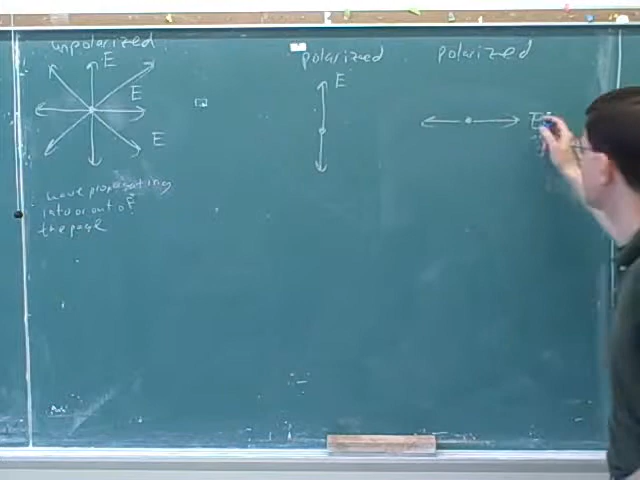 unpolarized
E
E
E
wave propagating
into or out of
the page
polarized
E
polarized
E